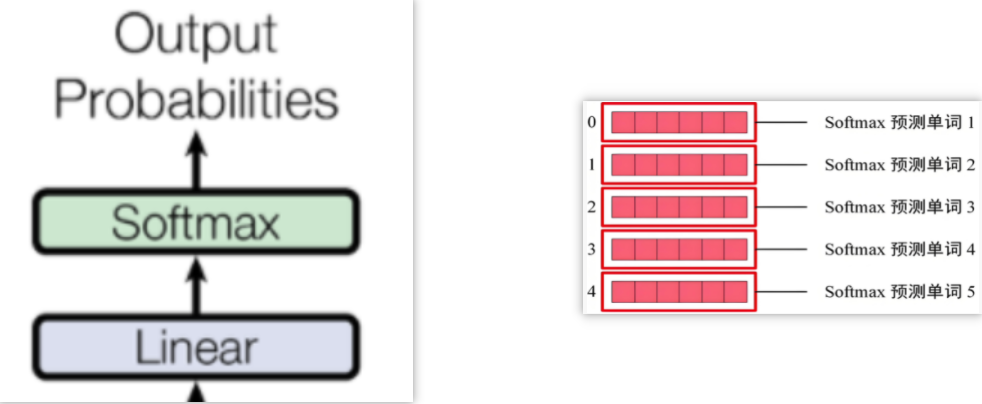 Output
Probabilities
Softmax
Linear
0 Softmax 预测单词 1
1 Softmax 预测单词 2
2 Softmax 预测单词 3
3 Softmax 预测单词 4
4 Softmax 预测单词 5